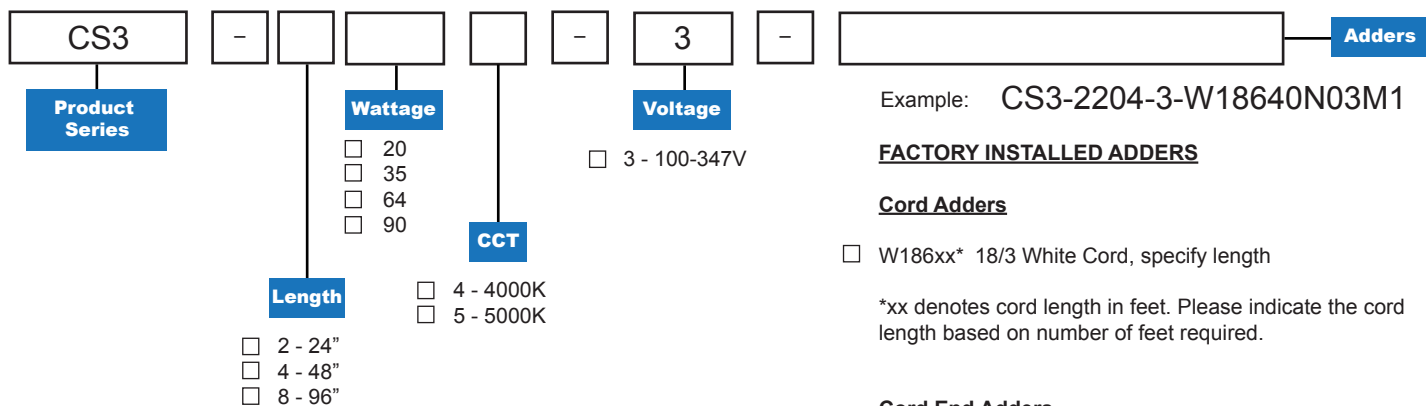 CS3 - - 3 - Adders
Product Series
Wattage
Voltage
Example: CS3-2204-3-W18640N03M1
20
35
64
90
3 - 100-347V
FACTORY INSTALLED ADDERS
Cord Adders
CCT
4 - 4000K
5 - 5000K
W186xx* 18/3 White Cord, specify length
Length
2 - 24”
4 - 48”
8 - 96”
*xx denotes cord length in feet. Please indicate the cord
length based on number of feet required.
Cord End Adders